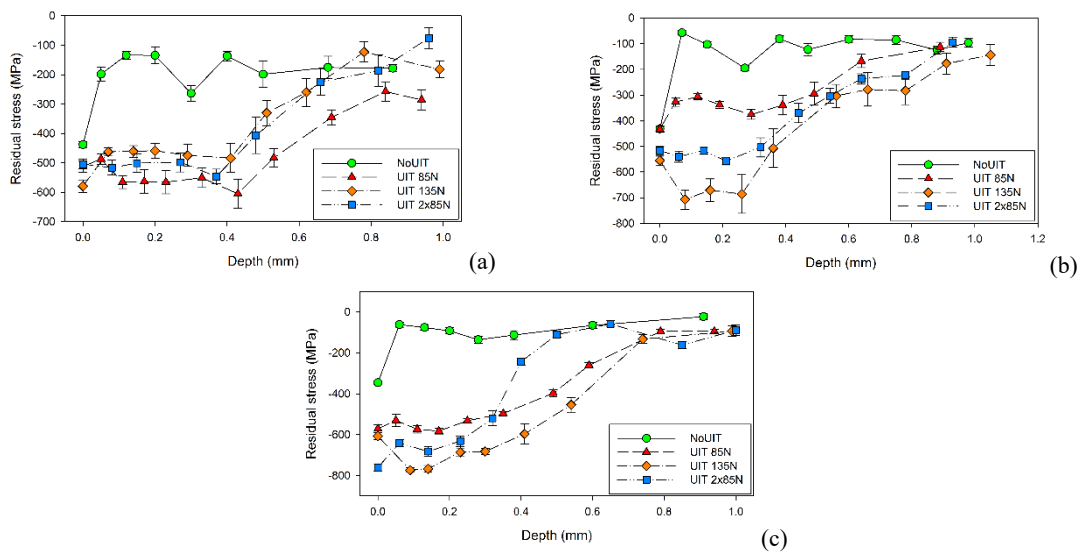 0
-100
-200
-300
-400
-500
-600
-700
Residual stress (MPa)
0.0
0.2
0.4
0.6
0.8
1.0
Depth (mm)
NoUIT
UIT 85N
UIT 135N
UIT 2x85N
(a)
0
-100
-200
-300
-400
-500
-600
-700
-800
Residual stress (MPa)
0.0
0.2
0.4
0.6
0.8
1.0
1.2
Depth (mm)
NoUIT
UIT 85N
UIT 135N
UIT 2x85N
(b)
0
-200
-400
-600
-800
Residual stress (MPa)
0.0
0.2
0.4
0.6
0.8
1.0
Depth (mm)
NoUIT
UIT 85N
UIT 135N
UIT 2x85N
(c)